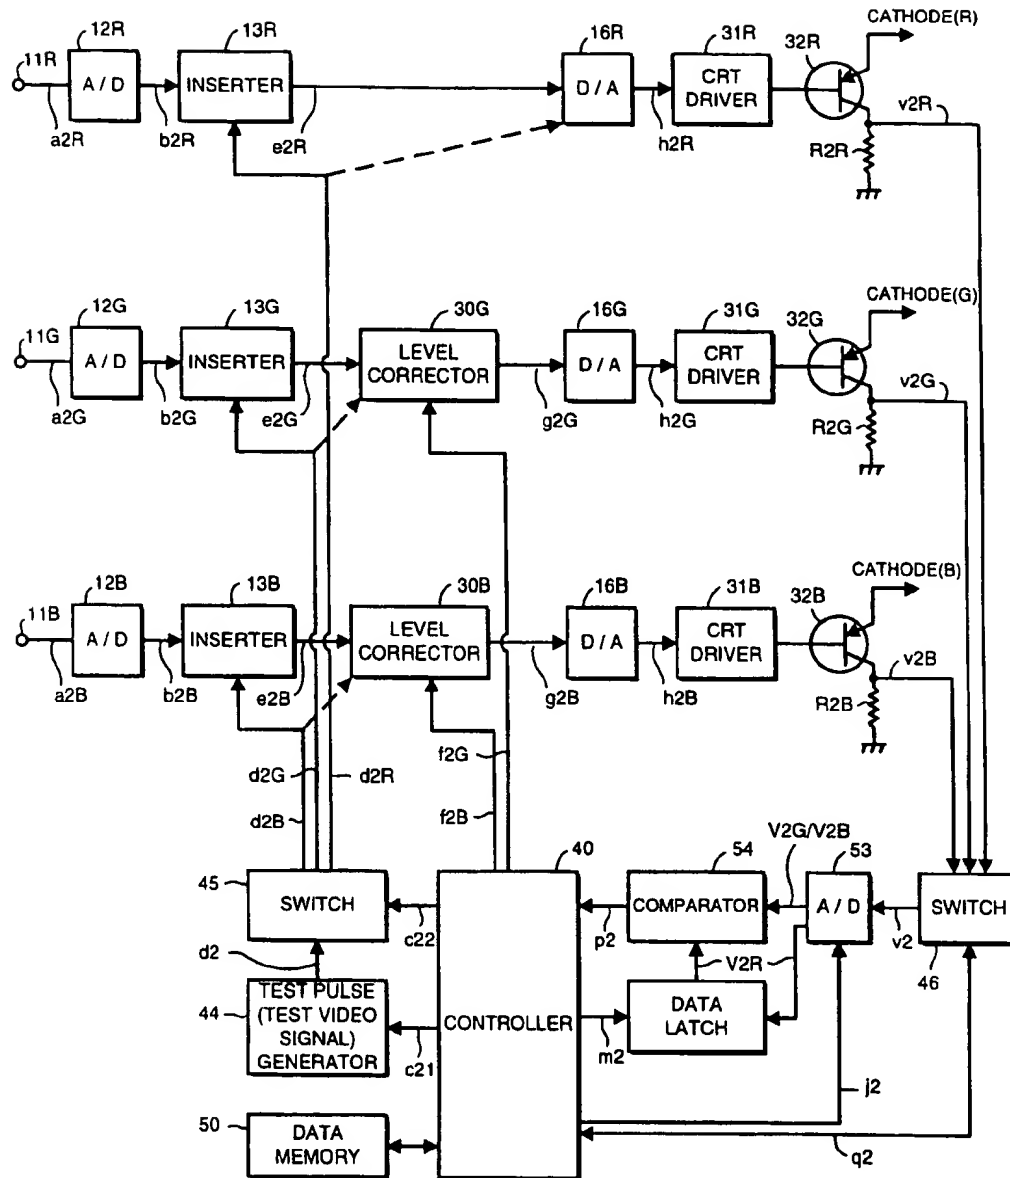 12R
13R
16R
31R
32R
CATHODE(R)
11R
A/D
INSERTER
D/A
CRT
DRIVER
a2R
b2R
e2R
h2R
v2R
R2R
12G
13G
30G
16G
31G
32G
CATHODE(G)
11G
A/D
INSERTER
LEVEL
CORRECTOR
D/A
CRT
DRIVER
a2G
b2G
e2G
g2G
h2G
v2G
R2G
12B
13B
30B
16B
31B
32B
CATHODE(B)
11B
A/D
INSERTER
LEVEL
CORRECTOR
D/A
CRT
DRIVER
a2B
b2B
e2B
g2B
h2B
v2B
R2B
d2G
d2R
d2B
f2G
f2B
45
SWITCH
c22
40
CONTROLLER
V2G/V2B
54
COMPARATOR
p2
53
A/D
v2
SWITCH
46
d2
44
TEST PULSE
(TEST VIDEO
SIGNAL)
GENERATOR
c21
V2R
DATA
LATCH
m2
j2
50
DATA
MEMORY
q2